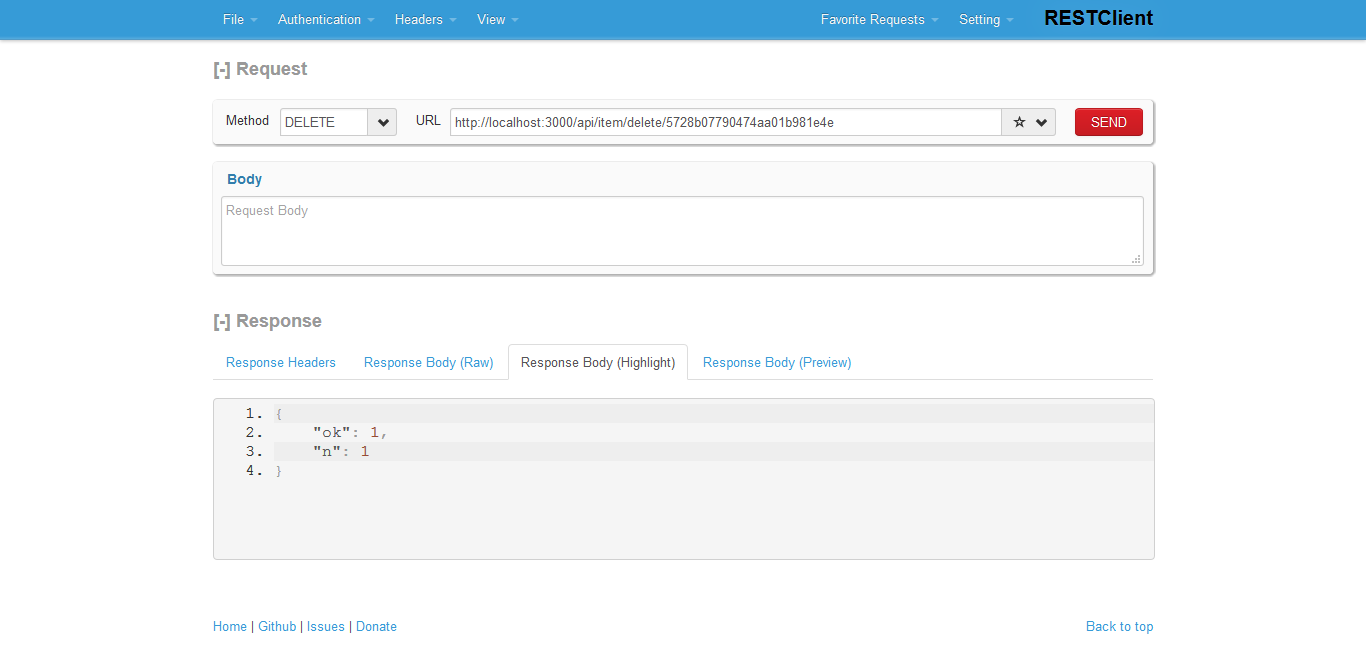 File Authentication Headers View Favorite Requests Setting RESTClient
[-] Request
Method DELETE URL http://localhost:3000/api/item/delete/5728b07790474aa01b981e4e SEND
Body
Request Body
[-] Response
Response Headers Response Body (Raw) Response Body (Highlight) Response Body (Preview)
1. {
2. "ok": 1,
3. "n": 1
4. }
Home | Github | Issues | Donate Back to top